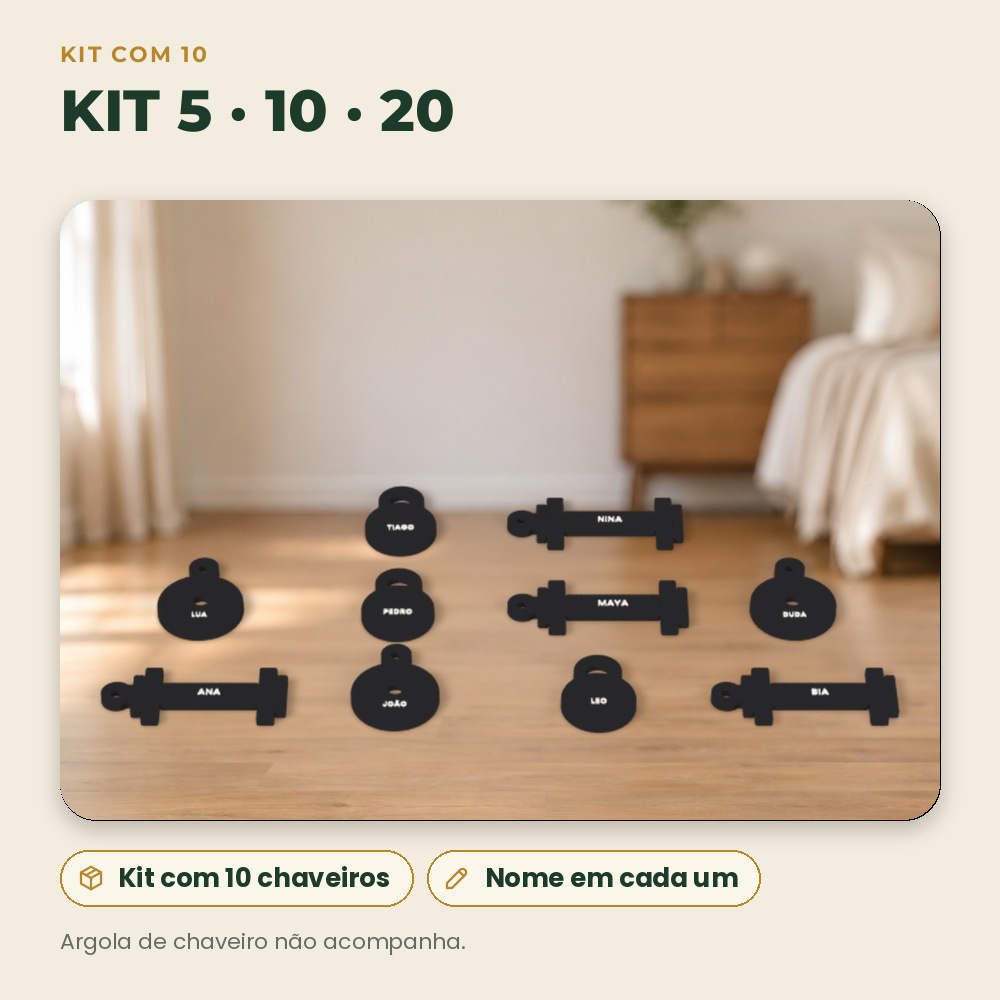 KIT COM 10
KIT 5 • 10 • 20
TIAGO
NINA
LUA
PEDRO
MAYA
DUDA
ANA
JOÃO
LEO
BIA
Kit com 10 chaveiros
Nome em cada um
Argola de chaveiro não acompanha.